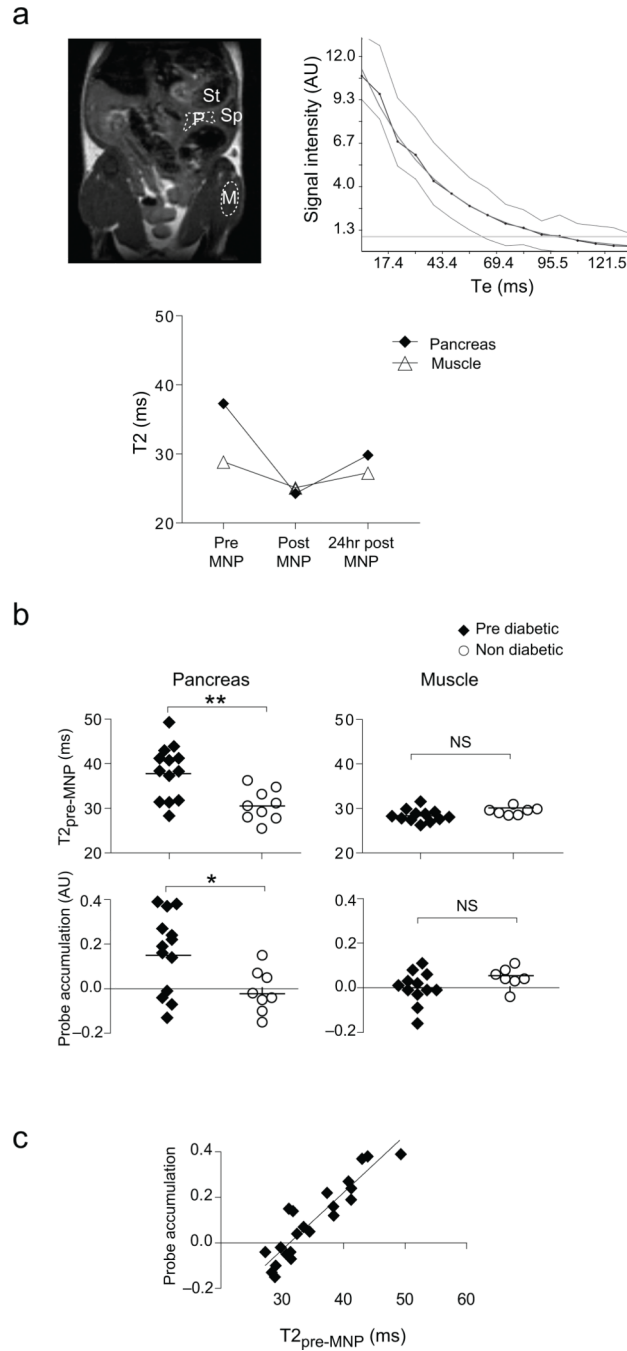 a
St
P
Sp
M
Signal intensity (AU)
12.0
9.3
6.7
4.0
1.3
17.4 43.4 69.4 95.5 121.5
Te (ms)
T2 (ms)
50
40
30
20
Pancreas
Muscle
Pre MNP
Post MNP
24hr post MNP
b
Pre diabetic
Non diabetic
Pancreas
**
T2pre-MNP (ms)
50
40
30
20
Muscle
NS
50
40
30
20
*
Probe accumulation (AU)
0.4
0.2
0.0
–0.2
NS
0.4
0.2
0.0
–0.2
c
Probe accumulation
0.4
0.2
0.0
–0.2
30 40 50 60
T2pre-MNP (ms)